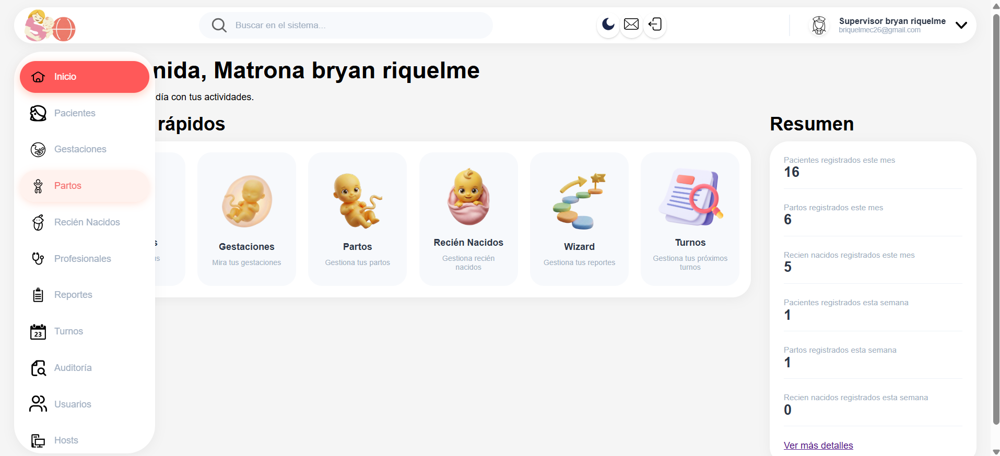 Buscar en el sistema...
Supervisor bryan riquelme
briquelmec26@gmail.com
Inicio
Pacientes
Gestaciones
Partos
Recién Nacidos
Profesionales
Reportes
23
Turnos
Auditoría
Usuarios
Hosts
nida, Matrona bryan riquelme
día con tus actividades.
rápidos
s
us
Gestaciones
Mira tus gestaciones
Partos
Gestiona tus partos
Recién Nacidos
Gestiona recién
nacidos
Wizard
Gestiona tus reportes
Turnos
Gestiona tus próximos
turnos
Resumen
Pacientes registrados este mes
16
Partos registrados este mes
6
Recien nacidos registrados este mes
5
Pacientes registrados esta semana
1
Partos registrados esta semana
1
Recien nacidos registrados esta semana
0
Ver más detalles